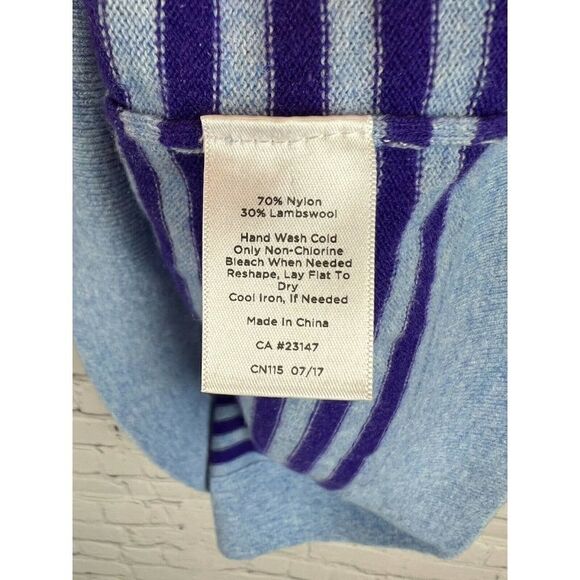 70% Nylon
30% Lambswool
Hand Wash Cold
Only Non-Chlorine
Bleach When Needed
Reshape, Lay Flat To
Dry
Cool Iron, If Needed
Made in China
CA #23147
CN115 07/17